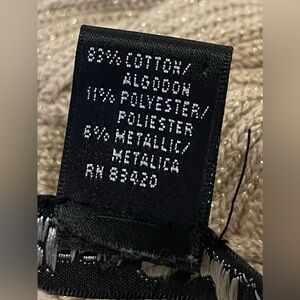 83% COTTON/
ALGODON
11% POLYESTER/
POLIESTER
6% METALLIC/
METALICA
RN 83420